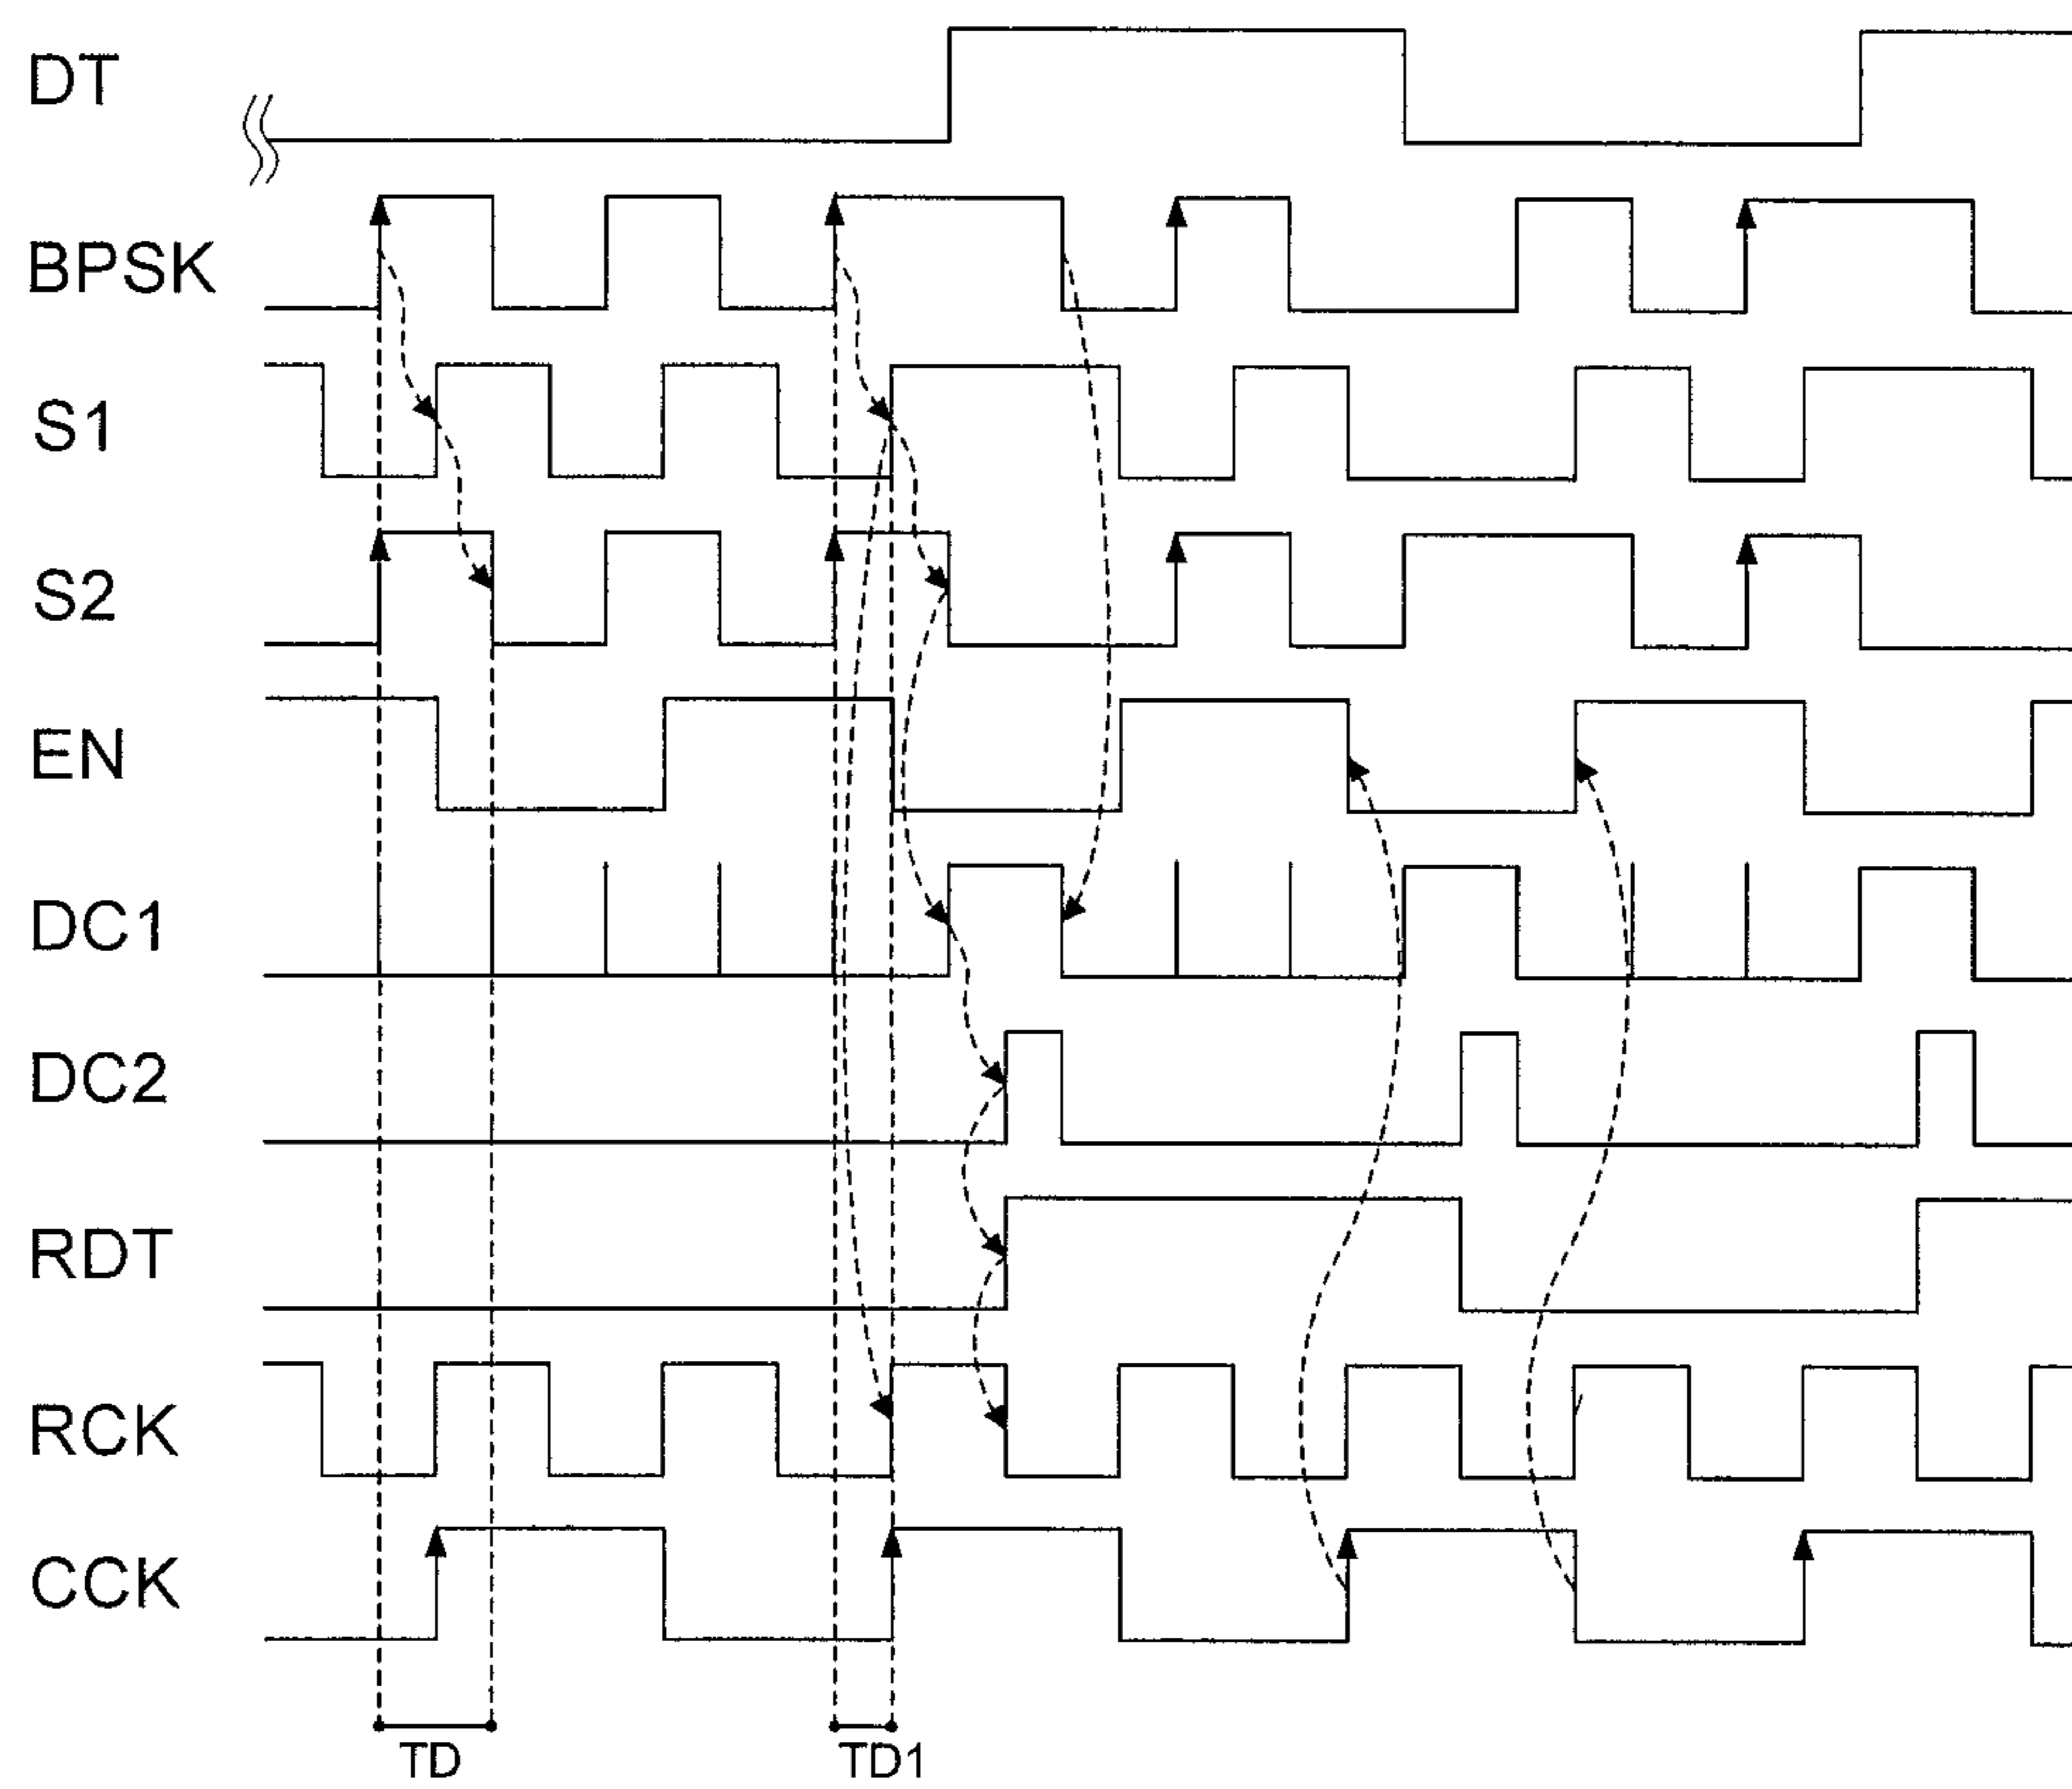 DT
BPSK
S1
S2
EN
DC1
DC2
RDT
RCK
CCK
TD TD1